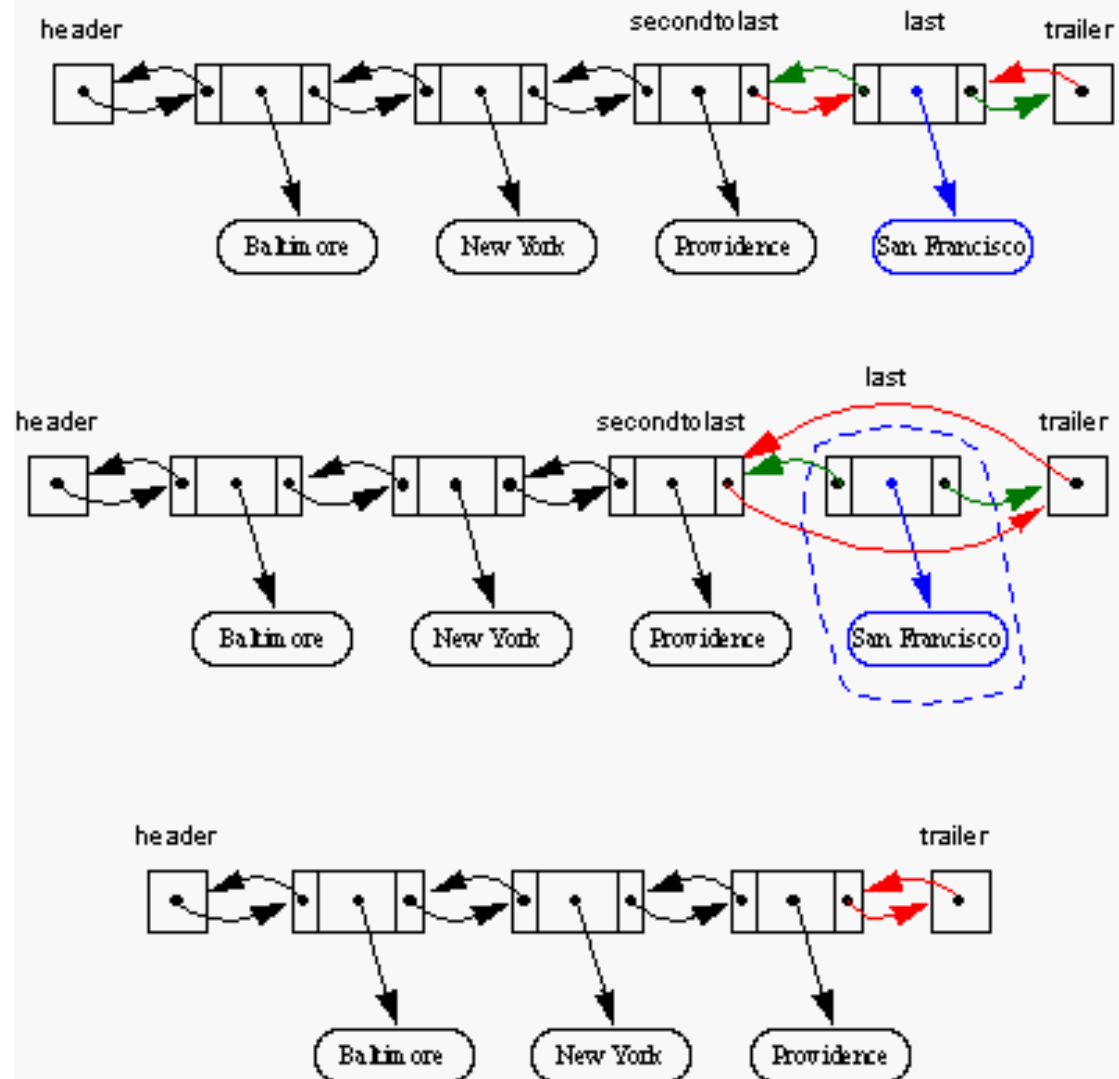 header
secondtolast
last
trailer
Baltimore
New York
Providence
San Francisco
last
header
secondtolast
trailer
Baltimore
New York
Providence
San Francisco
header
trailer
Baltimore
New York
Providence